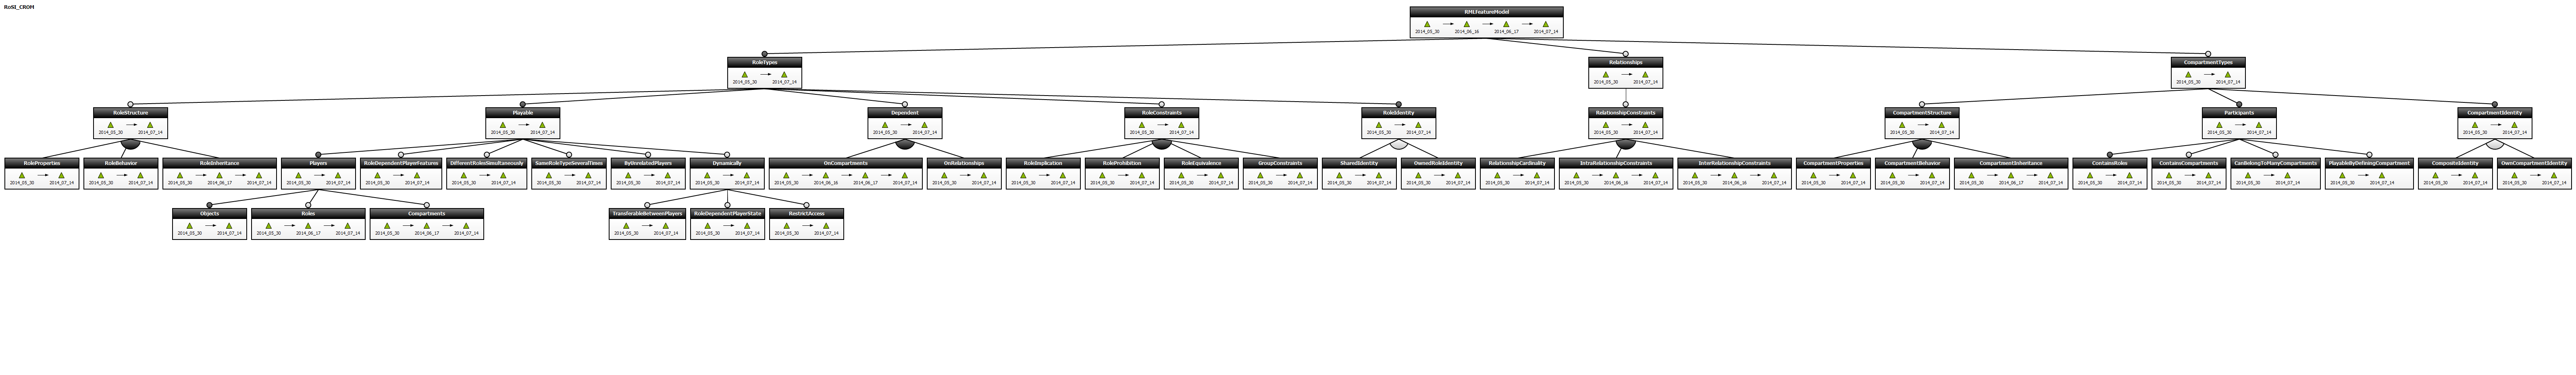 RoSI_CROM
RMLFeatureModel
2014_05_30 2014_06_16 2014_06_17 2014_07_14
RoleTypes Relationships CompartmentTypes
2014_05_30 2014_07_14 2014_05_30 2014_07_14 2014_05_30 2014_07_14
RoleStructure Playable Dependent RoleConstraints RoleIdentity RelationshipConstraints CompartmentStructure Participants CompartmentIdentity
2014_05_30 2014_07_14 2014_05_30 2014_07_14 2014_05_30 2014_07_14 2014_05_30 2014_07_14 2014_05_30 2014_07_14 2014_05_30 2014_07_14 2014_05_30 2014_07_14 2014_05_30 2014_07_14 2014_05_30 2014_07_14
RoleProperties RoleBehavior RoleInheritance Players RoleDependentPlayerFeatures DifferentRolesSimultaneously SameRoleTypeSeveralTimes ByUnrelatedPlayers Dynamically OnCompartments OnRelationships RoleImplication RoleProhibition RoleEquivalence GroupConstraints SharedIdentity OwnedRoleIdentity RelationshipCardinality IntraRelationshipConstraints InterRelationshipConstraints CompartmentProperties CompartmentBehavior CompartmentInheritance ContainsRoles ContainsCompartments CanBelongToManyCompartments PlayableByDefiningCompartment CompositeIdentity OwnCompartmentIdentity
2014_05_30 2014_07_14 2014_05_30 2014_07_14 2014_05_30 2014_06_17 2014_07_14 2014_05_30 2014_07_14 2014_05_30 2014_07_14 2014_05_30 2014_07_14 2014_05_30 2014_07_14 2014_05_30 2014_07_14 2014_05_30 2014_07_14 2014_05_30 2014_06_16 2014_06_17 2014_07_14 2014_05_30 2014_07_14 2014_05_30 2014_07_14 2014_05_30 2014_07_14 2014_05_30 2014_07_14 2014_05_30 2014_07_14 2014_05_30 2014_07_14 2014_05_30 2014_07_14 2014_05_30 2014_07_14 2014_05_30 2014_06_16 2014_07_14 2014_05_30 2014_06_16 2014_07_14 2014_05_30 2014_07_14 2014_05_30 2014_07_14 2014_05_30 2014_06_17 2014_07_14 2014_05_30 2014_07_14 2014_05_30 2014_07_14 2014_05_30 2014_07_14 2014_05_30 2014_07_14 2014_05_30 2014_07_14 2014_05_30 2014_07_14
Objects Roles Compartments TransferableBetweenPlayers RoleDependentPlayerState RestrictAccess
2014_05_30 2014_07_14 2014_05_30 2014_06_17 2014_07_14 2014_05_30 2014_06_17 2014_07_14 2014_05_30 2014_07_14 2014_05_30 2014_07_14 2014_05_30 2014_07_14